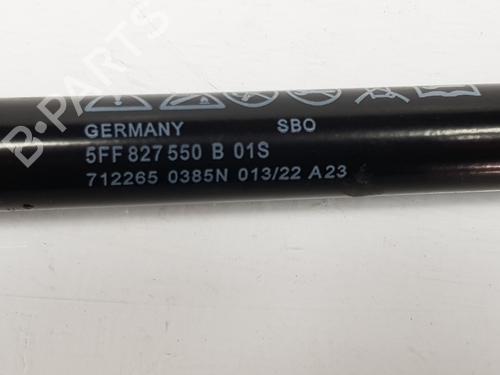 B-PARTS
GERMANY SBO
5FF 827 550 B 01S
712265 0385N 013/22 A23